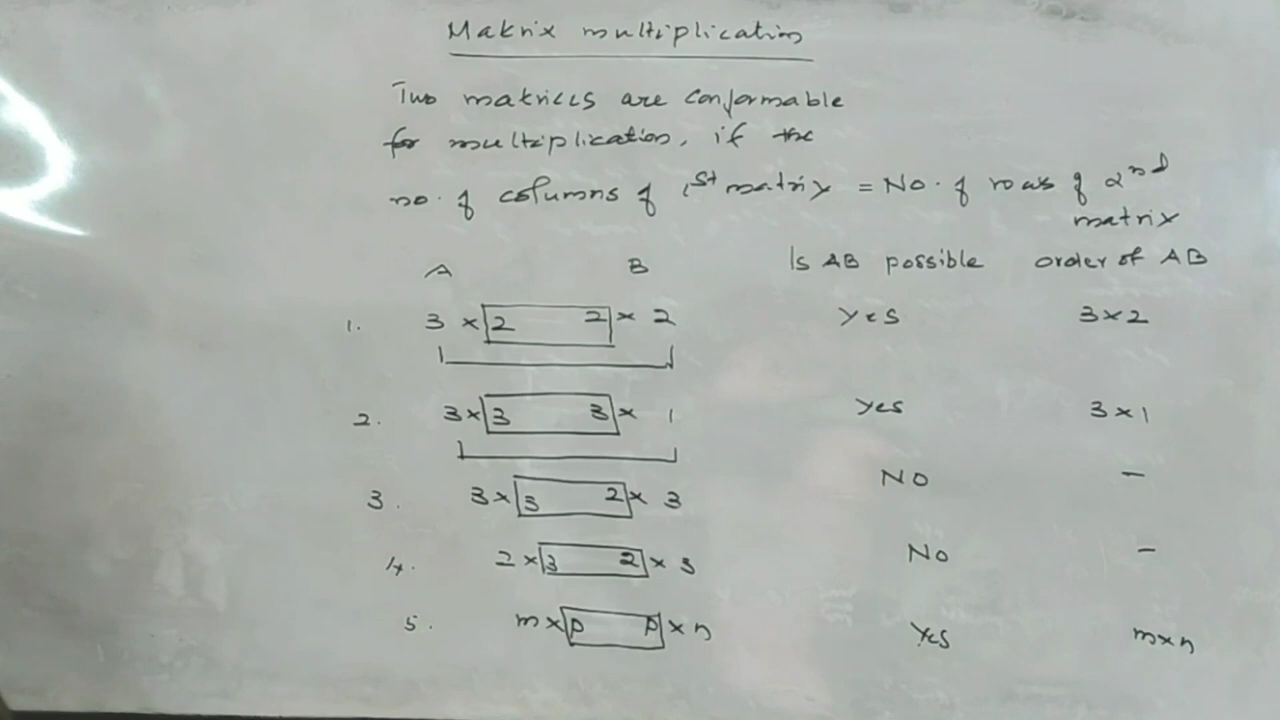 Matrix multiplication
Two matrices are conformable
for multiplication, if the
no. of columns of 1st matrix = No. of rows of 2nd
matrix
A B Is AB possible order of AB
1. 3 × 2 2 × 2 Yes 3×2
2. 3 × 3 3 × 1 Yes 3×1
3. 3 × 3 2 × 3 NO –
4. 2 × 3 2 × 3 No –
5. m × p p × n Yes m×n